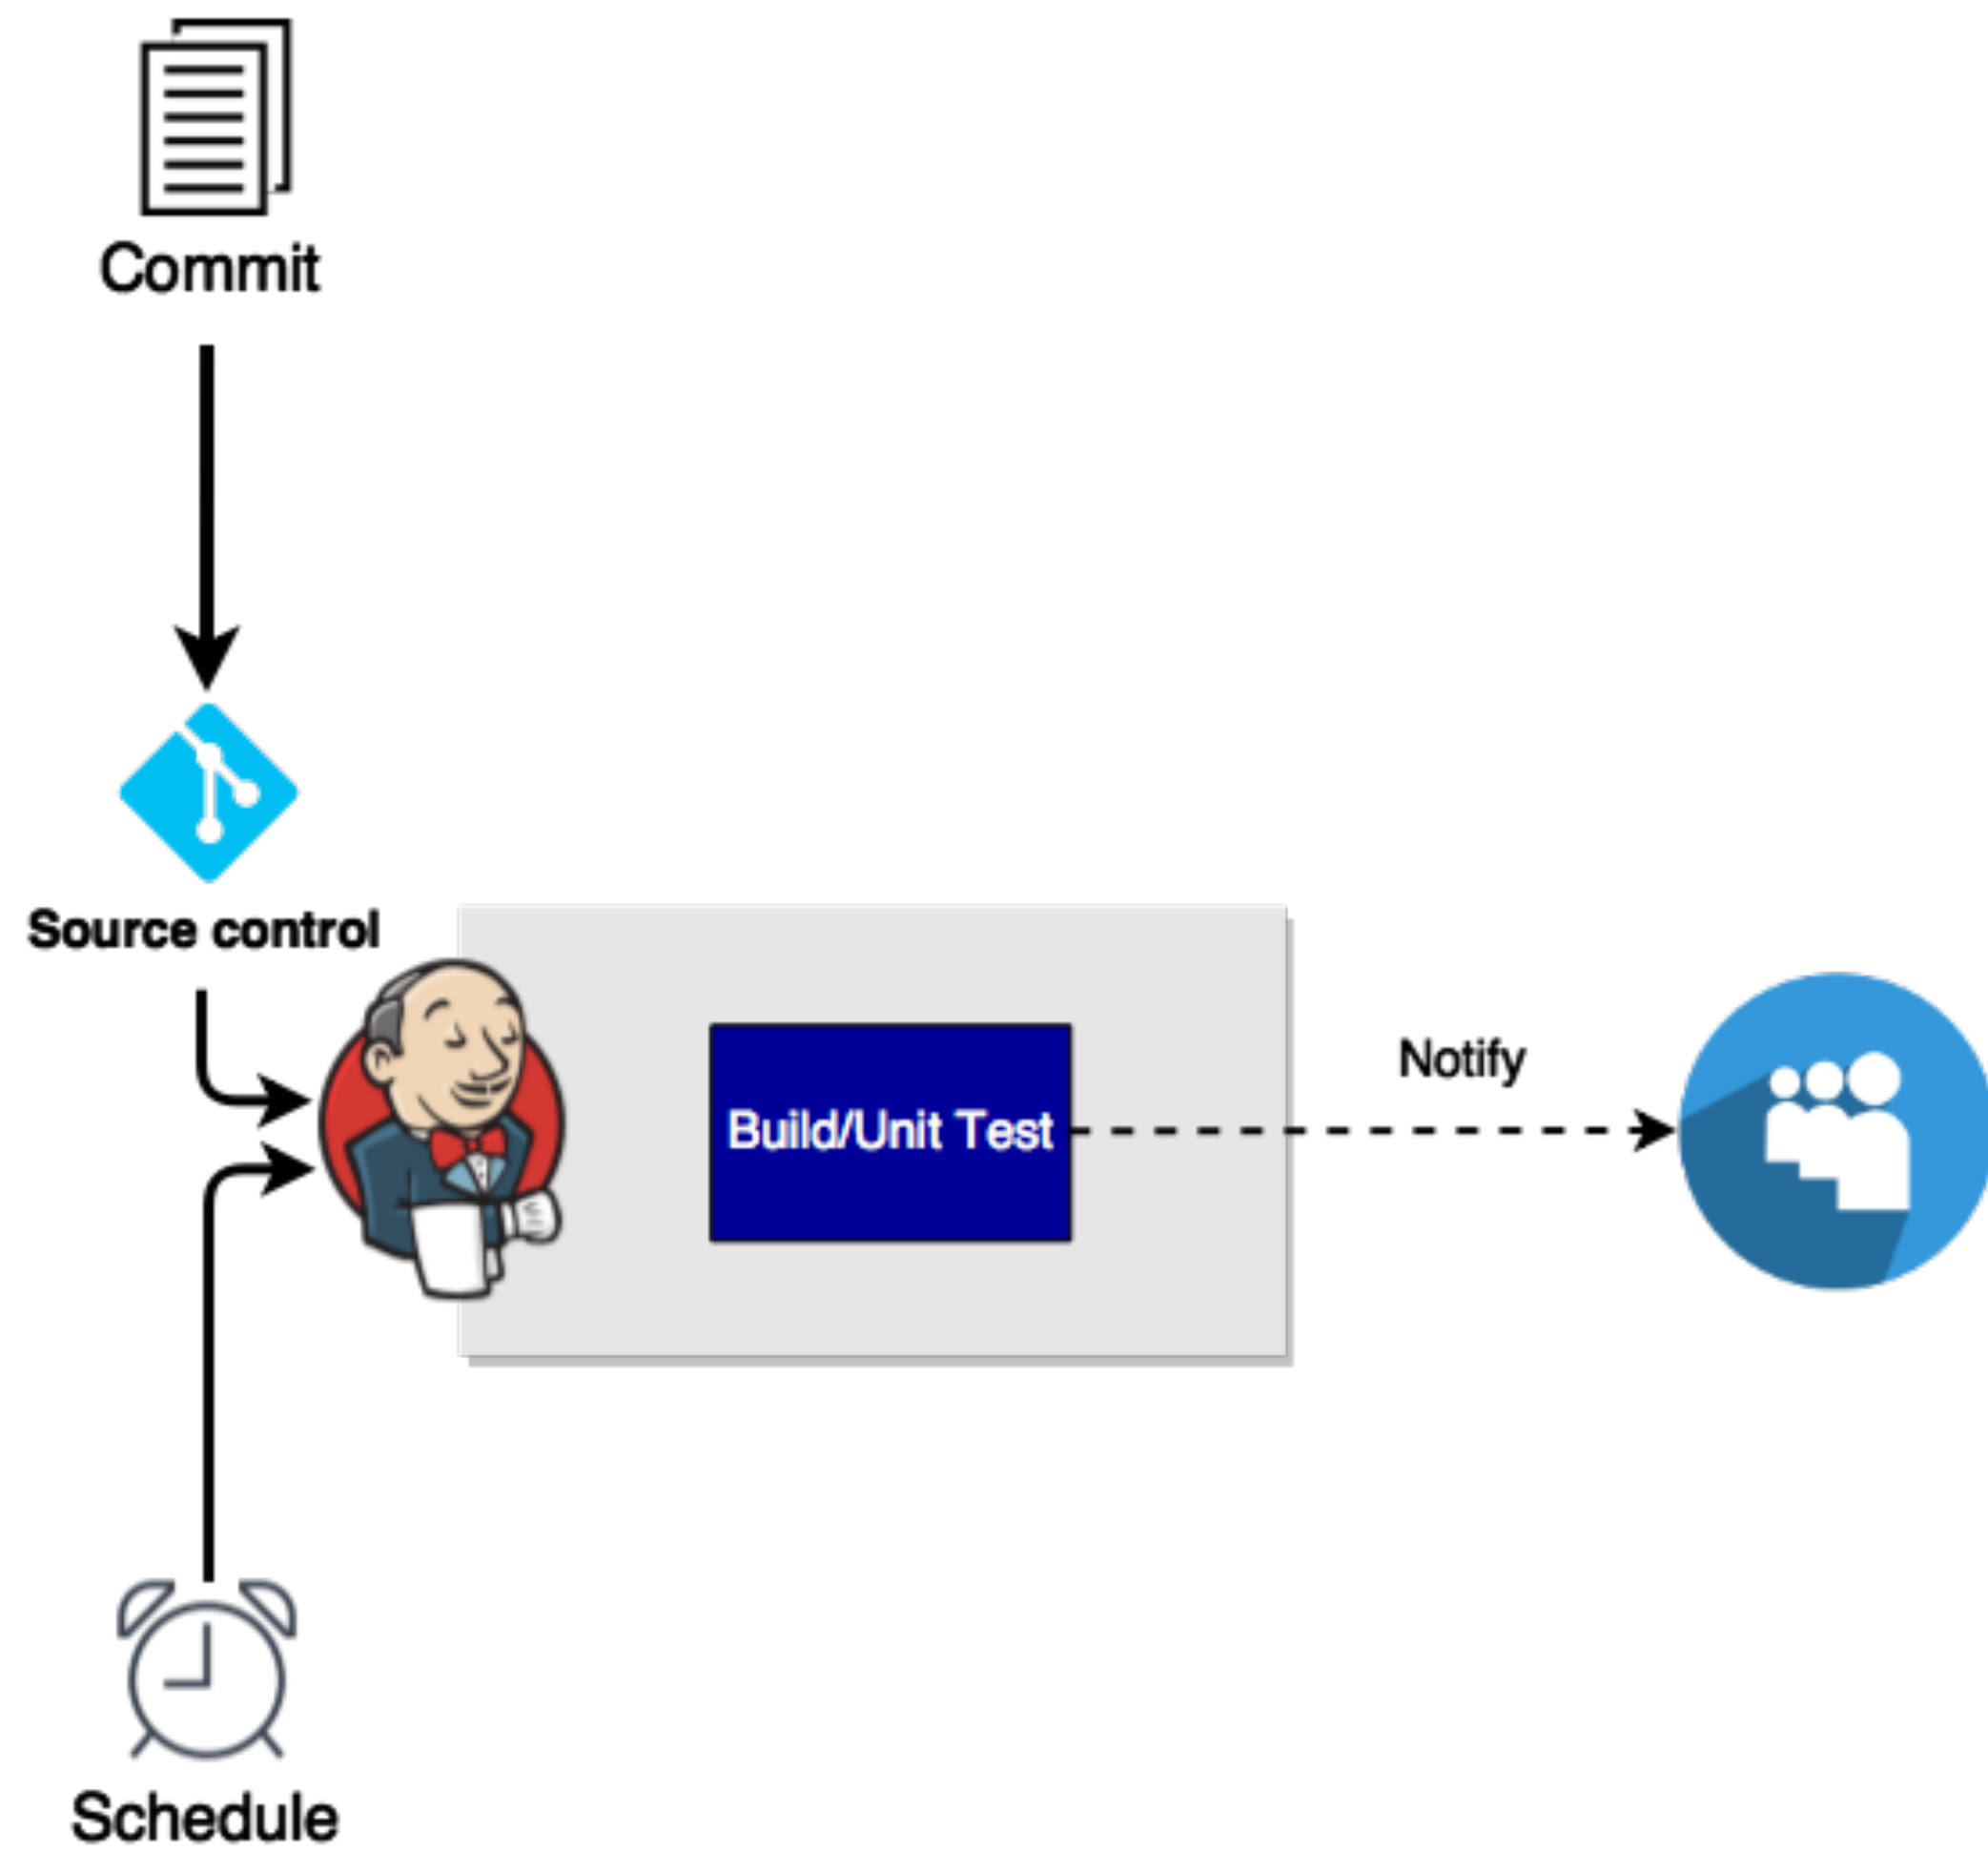 Commit
Source control
Build/Unit Test
Notify
Schedule